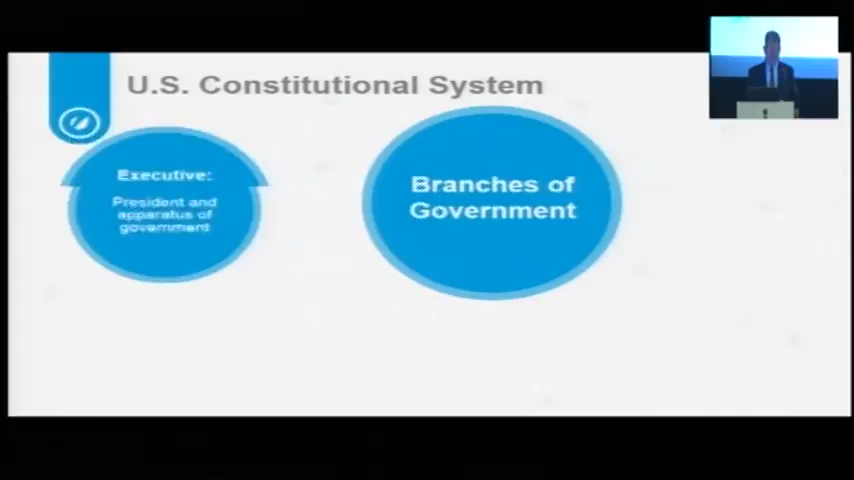 U.S. Constitutional System
Executive:
President and
apparatus of
government
Branches of
Government